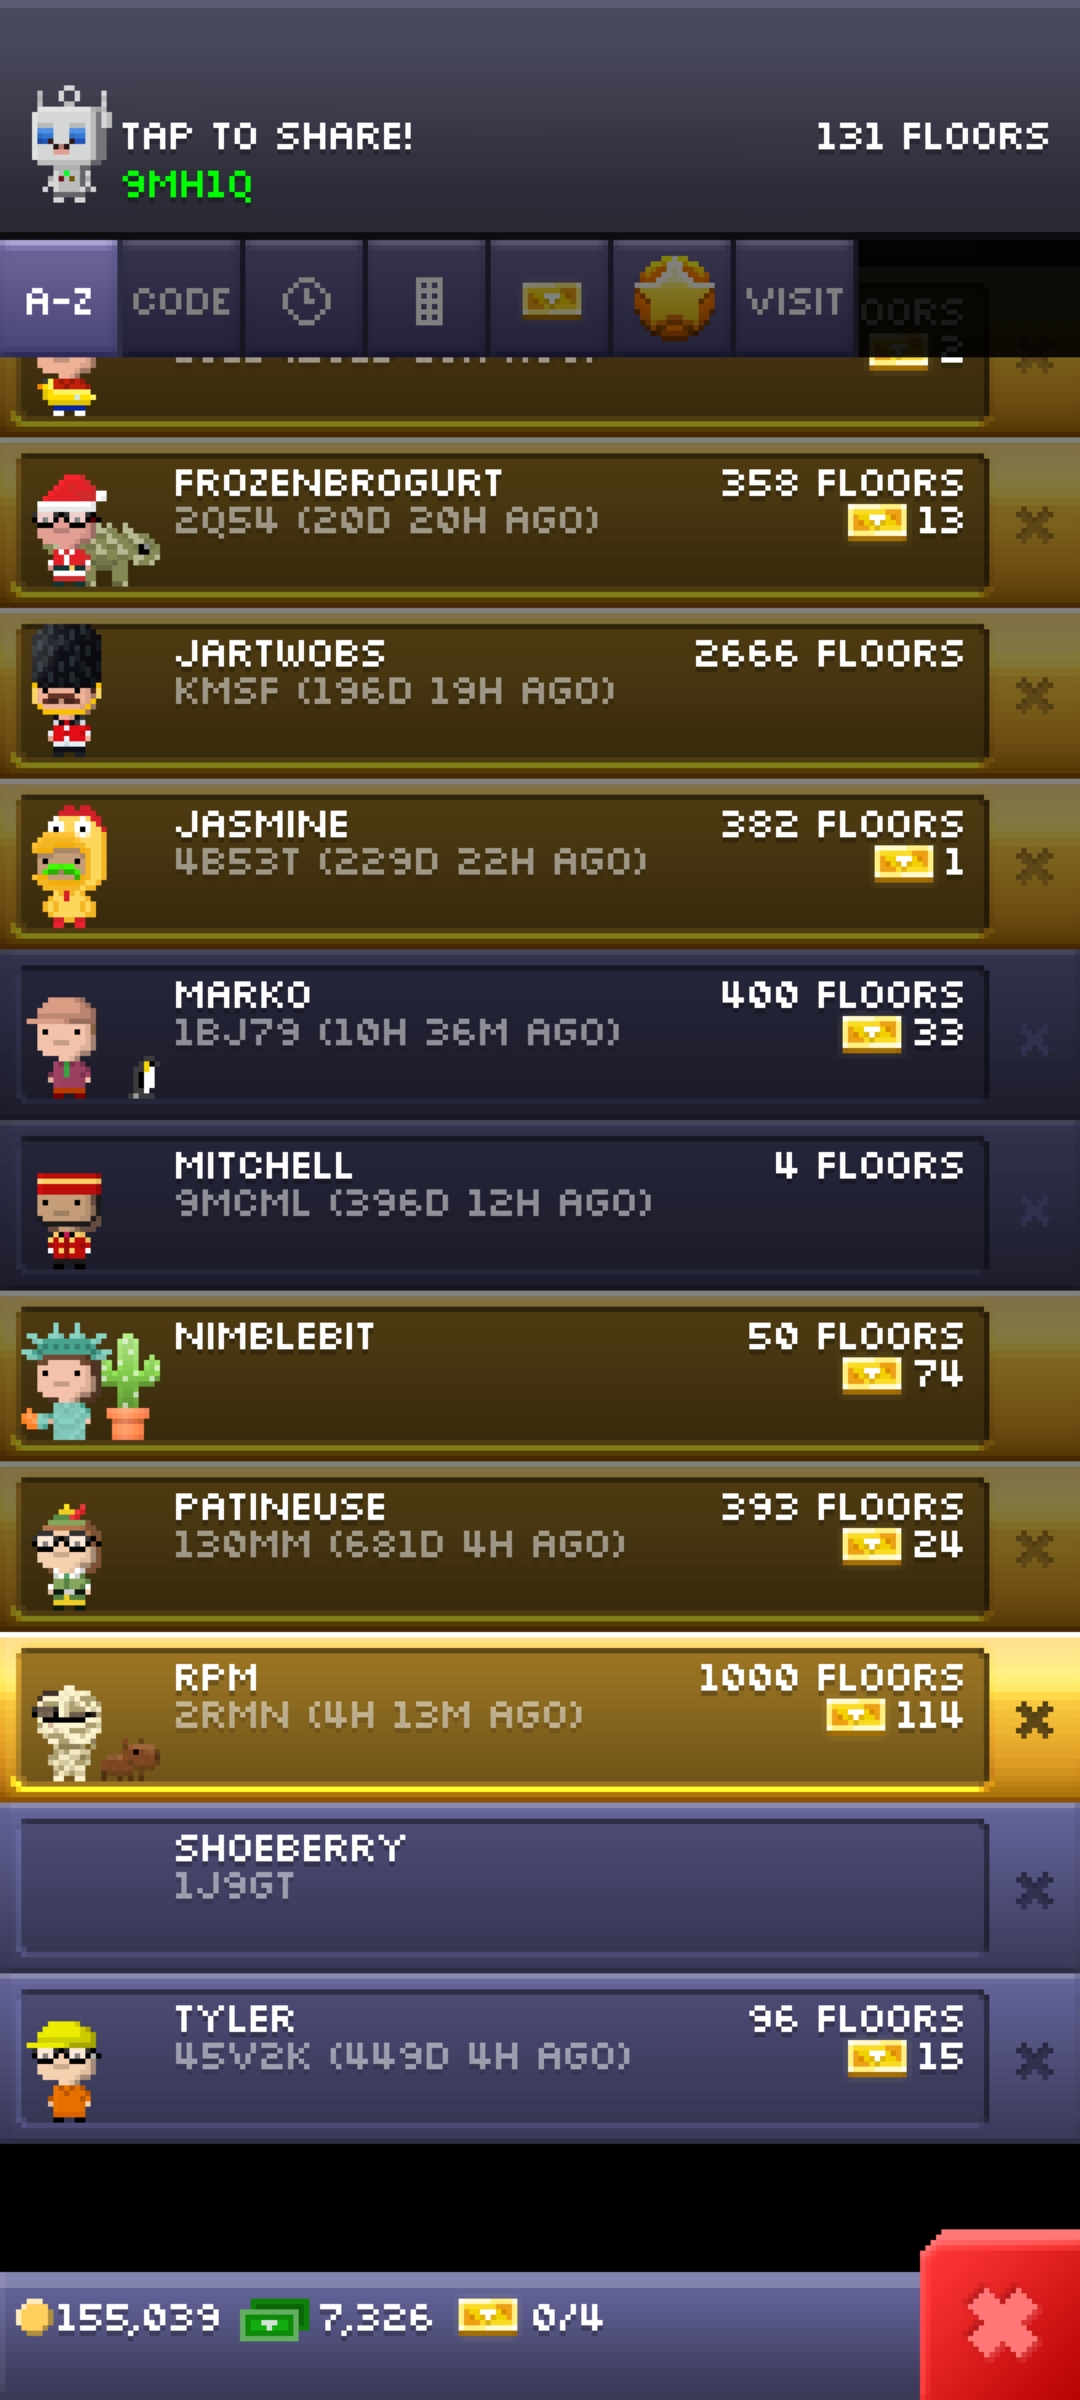 TAP TO SHARE!
131 FLOORS
9MH1Q
A-Z
CODE
VISIT
2
FROZENBROGURT
358 FLOORS
2Q54 (20D 20H AGO)
13
JARTWOBS
2666 FLOORS
KMSF (196D 19H AGO)
JASMINE
382 FLOORS
4B53T (229D 22H AGO)
1
MARKO
400 FLOORS
1BJ79 (10H 36M AGO)
33
MITCHELL
4 FLOORS
9MCML (396D 12H AGO)
NIMBLEBIT
50 FLOORS
74
PATINEUSE
393 FLOORS
130MM (681D 4H AGO)
24
RPM
1000 FLOORS
2RMN (4H 13M AGO)
114
SHOEBERRY
1J9GT
TYLER
96 FLOORS
45V2K (449D 4H AGO)
15
155,039 7,326 0/4